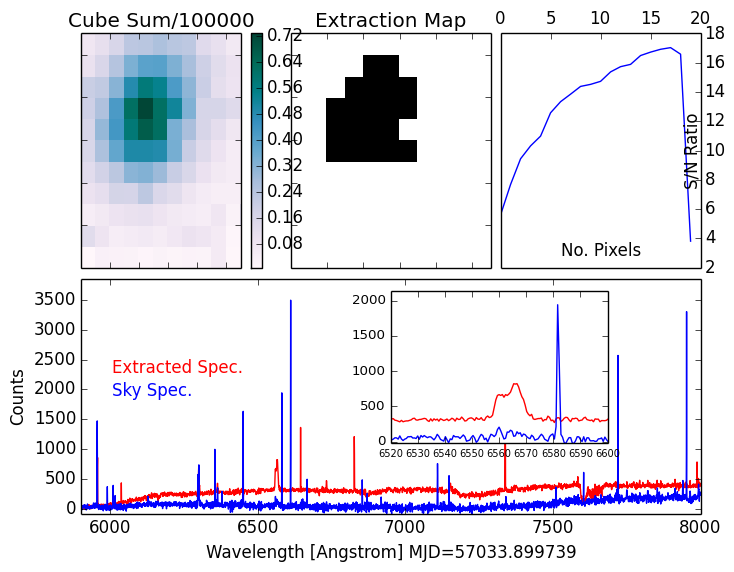 Cube Sum/100000
Extraction Map
0 5 10 15 20
0.72
0.64
0.56
0.48
0.40
0.32
0.24
0.16
0.08
18
16
14
12
10
8
6
4
2
S/N Ratio
No. Pixels
3500
3000
2500
2000
1500
1000
500
0
Counts
Extracted Spec.
Sky Spec.
2000
1500
1000
500
0
6520 6530 6540 6550 6560 6570 6580 6590 6600
6000 6500 7000 7500 8000
Wavelength [Angstrom] MJD=57033.899739